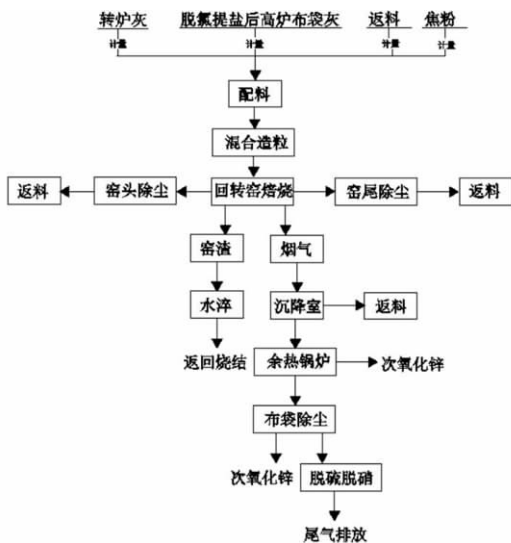 转炉灰 脱氯提盐后高炉布袋灰 返料 焦粉
计量 计量 计量 计量
配料
混合造粒
返料 窑头除尘 回转窑焙烧 窑尾除尘 返料
窑渣 烟气
水淬 沉降室 返料
返回烧结 余热锅炉 次氧化锌
布袋除尘
次氧化锌 脱硫脱硝
尾气排放